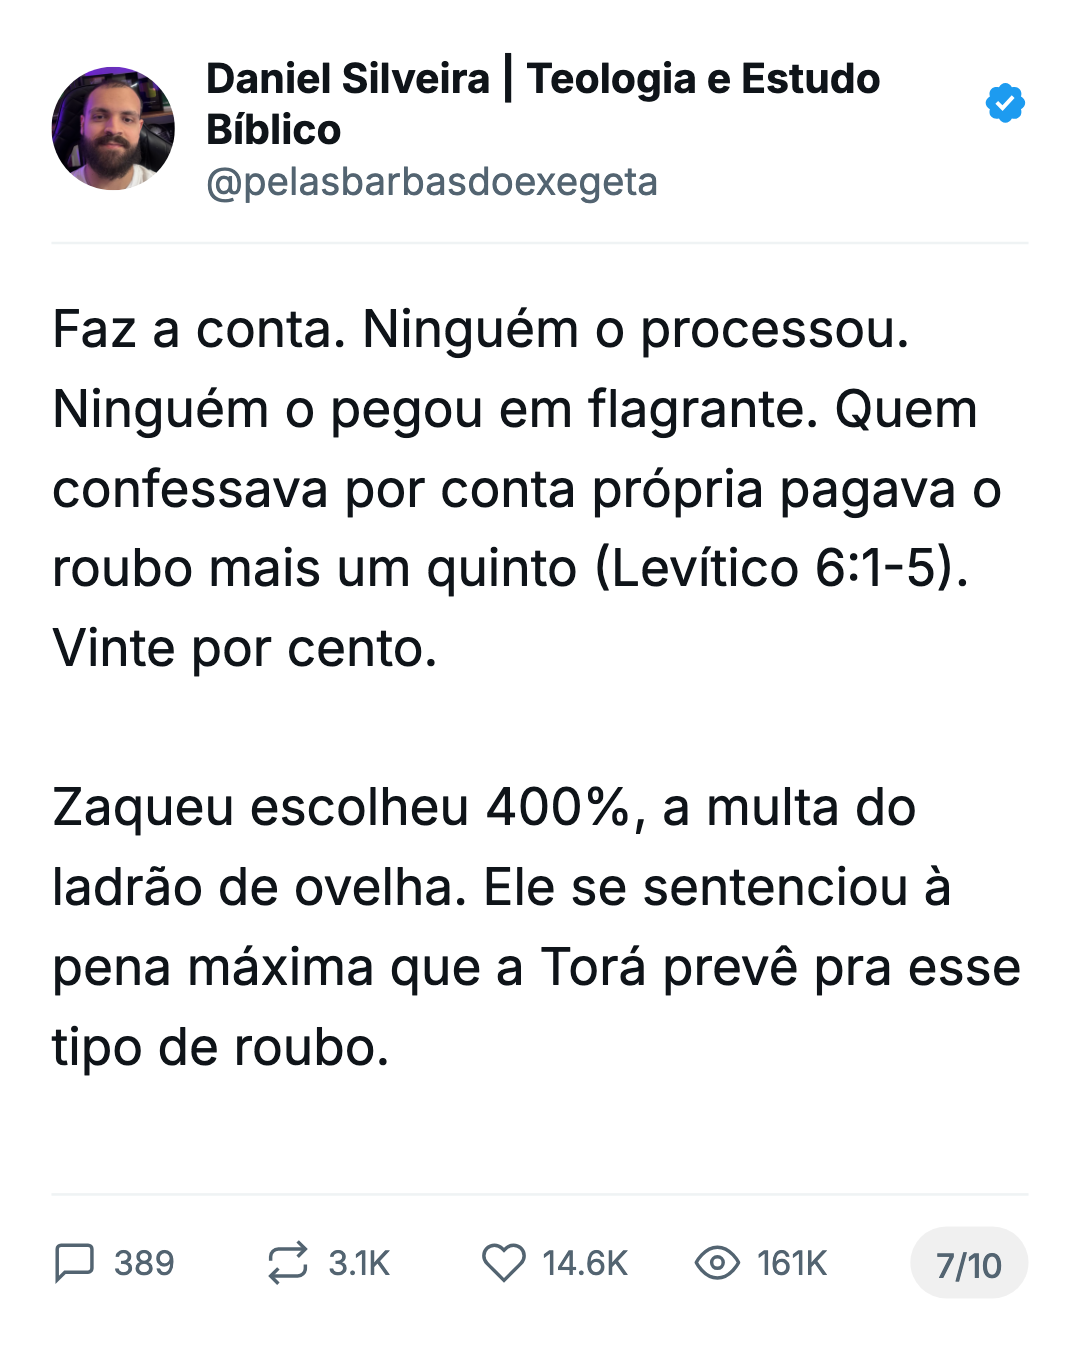 Daniel Silveira | Teologia e Estudo
Bíblico
@pelasbarbasdoexegeta
Faz a conta. Ninguém o processou.
Ninguém o pegou em flagrante. Quem
confessava por conta própria pagava o
roubo mais um quinto (Levítico 6:1-5).
Vinte por cento.
Zaqueu escolheu 400%, a multa do
ladrão de ovelha. Ele se sentenciou à
pena máxima que a Torá prevê pra esse
tipo de roubo.
389 3.1K 14.6K 161K 7/10